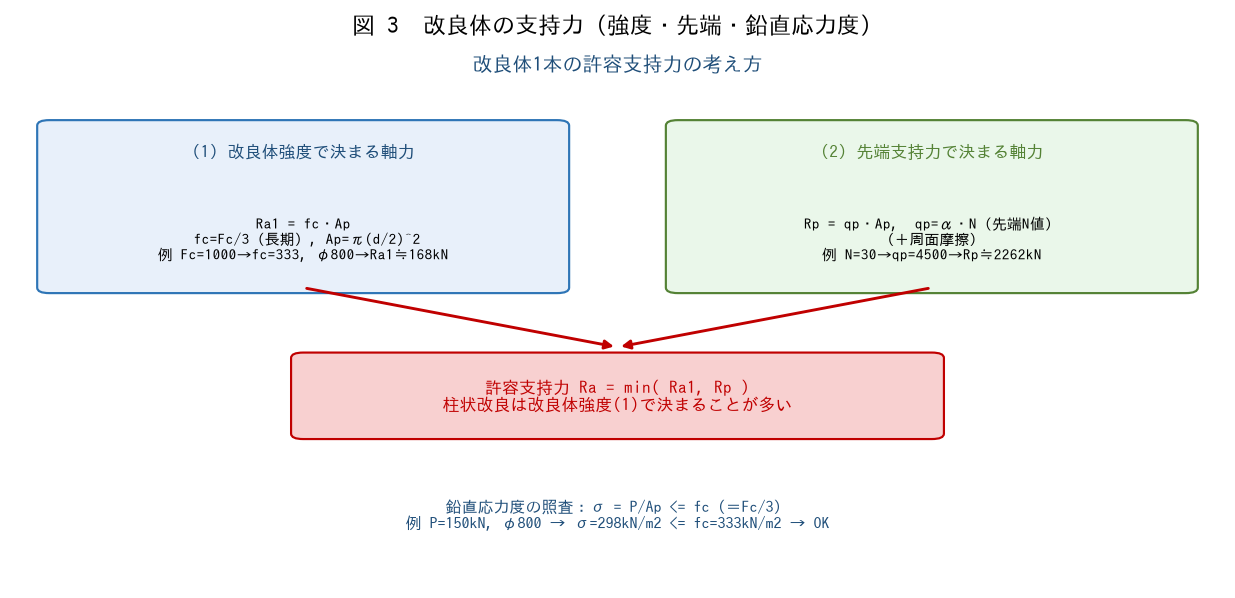 図 3　改良体の支持力（強度・先端・鉛直応力度）
改良体1本の許容支持力の考え方
(1) 改良体強度で決まる軸力
Ra1 = fc・Ap
fc=Fc/3（長期）, Ap=π(d/2)^2
例 Fc=1000→fc=333, φ800→Ra1≒168kN
(2) 先端支持力で決まる軸力
Rp = qp・Ap,  qp=α・N（先端N値）
（＋周面摩擦）
例 N=30→qp=4500→Rp≒2262kN
許容支持力 Ra = min( Ra1, Rp )
柱状改良は改良体強度(1)で決まることが多い
鉛直応力度の照査：σ = P/Ap <= fc（＝Fc/3）
例 P=150kN, φ800 → σ=298kN/m2 <= fc=333kN/m2 → OK